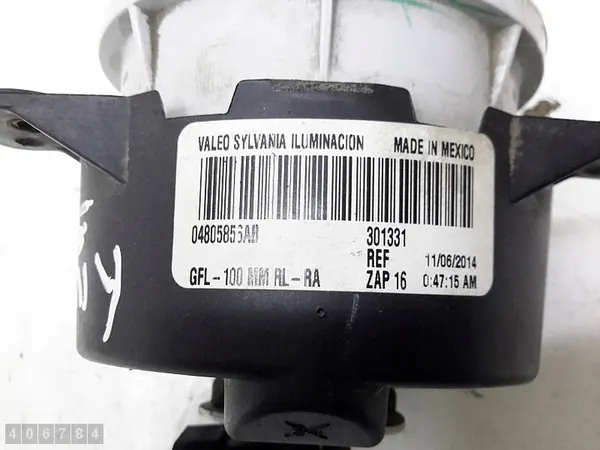 VALEO SYLVANIA ILUMINACION MADE IN MEXICO
04805856AB 301331
REF 11/06/2014
GFL-100 MM RL-RA ZAP 16 0:47:15 AM
406784